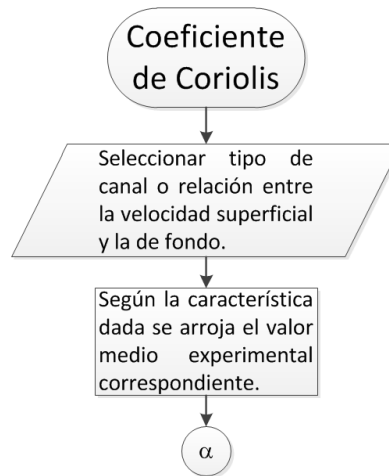 Coeficiente
de Coriolis
Seleccionar tipo de
canal o relación entre
la velocidad superficial
y la de fondo.
Según la característica
dada se arroja el valor
medio experimental
correspondiente.
α